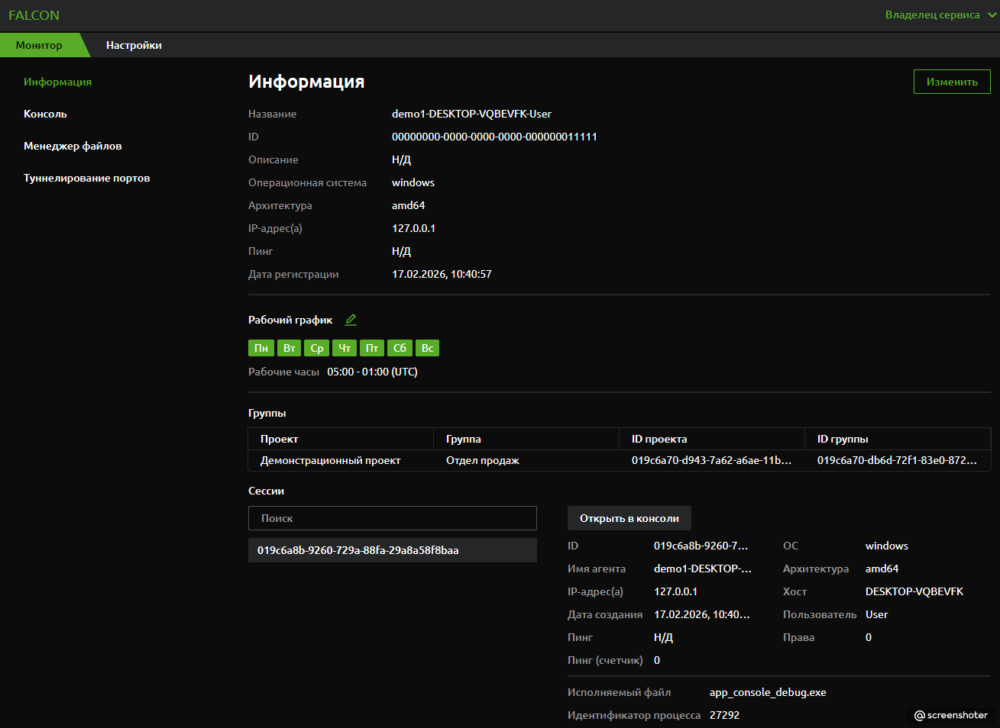 FALCON
Владелец сервиса
Монитор
Настройки
Информация
Консоль
Менеджер файлов
Туннелирование портов
Информация
Изменить
Название demo1-DESKTOP-VQBEVFK-User
ID 00000000-0000-0000-0000-000000011111
Описание Н/Д
Операционная система windows
Архитектура amd64
IP-адрес(а) 127.0.0.1
Пинг Н/Д
Дата регистрации 17.02.2026, 10:40:57
Рабочий график
Пн Вт Ср Чт Пт Сб Вс
Рабочие часы 05:00 - 01:00 (UTC)
Группы
Проект Группа ID проекта ID группы
Демонстрационный проект Отдел продаж 019c6a70-d943-7a62-a6ae-11b... 019c6a70-db6d-72f1-83e0-872...
Сессии
Поиск
019c6a8b-9260-729a-88fa-29a8a58f8baa
Открыть в консоли
ID 019c6a8b-9260-7... ОС windows
Имя агента demo1-DESKTOP-... Архитектура amd64
IP-адрес(а) 127.0.0.1 Хост DESKTOP-VQBEVFK
Дата создания 17.02.2026, 10:40... Пользователь User
Пинг Н/Д Права 0
Пинг (счетчик) 0
Исполняемый файл app_console_debug.exe
Идентификатор процесса 27292
@screenshoter